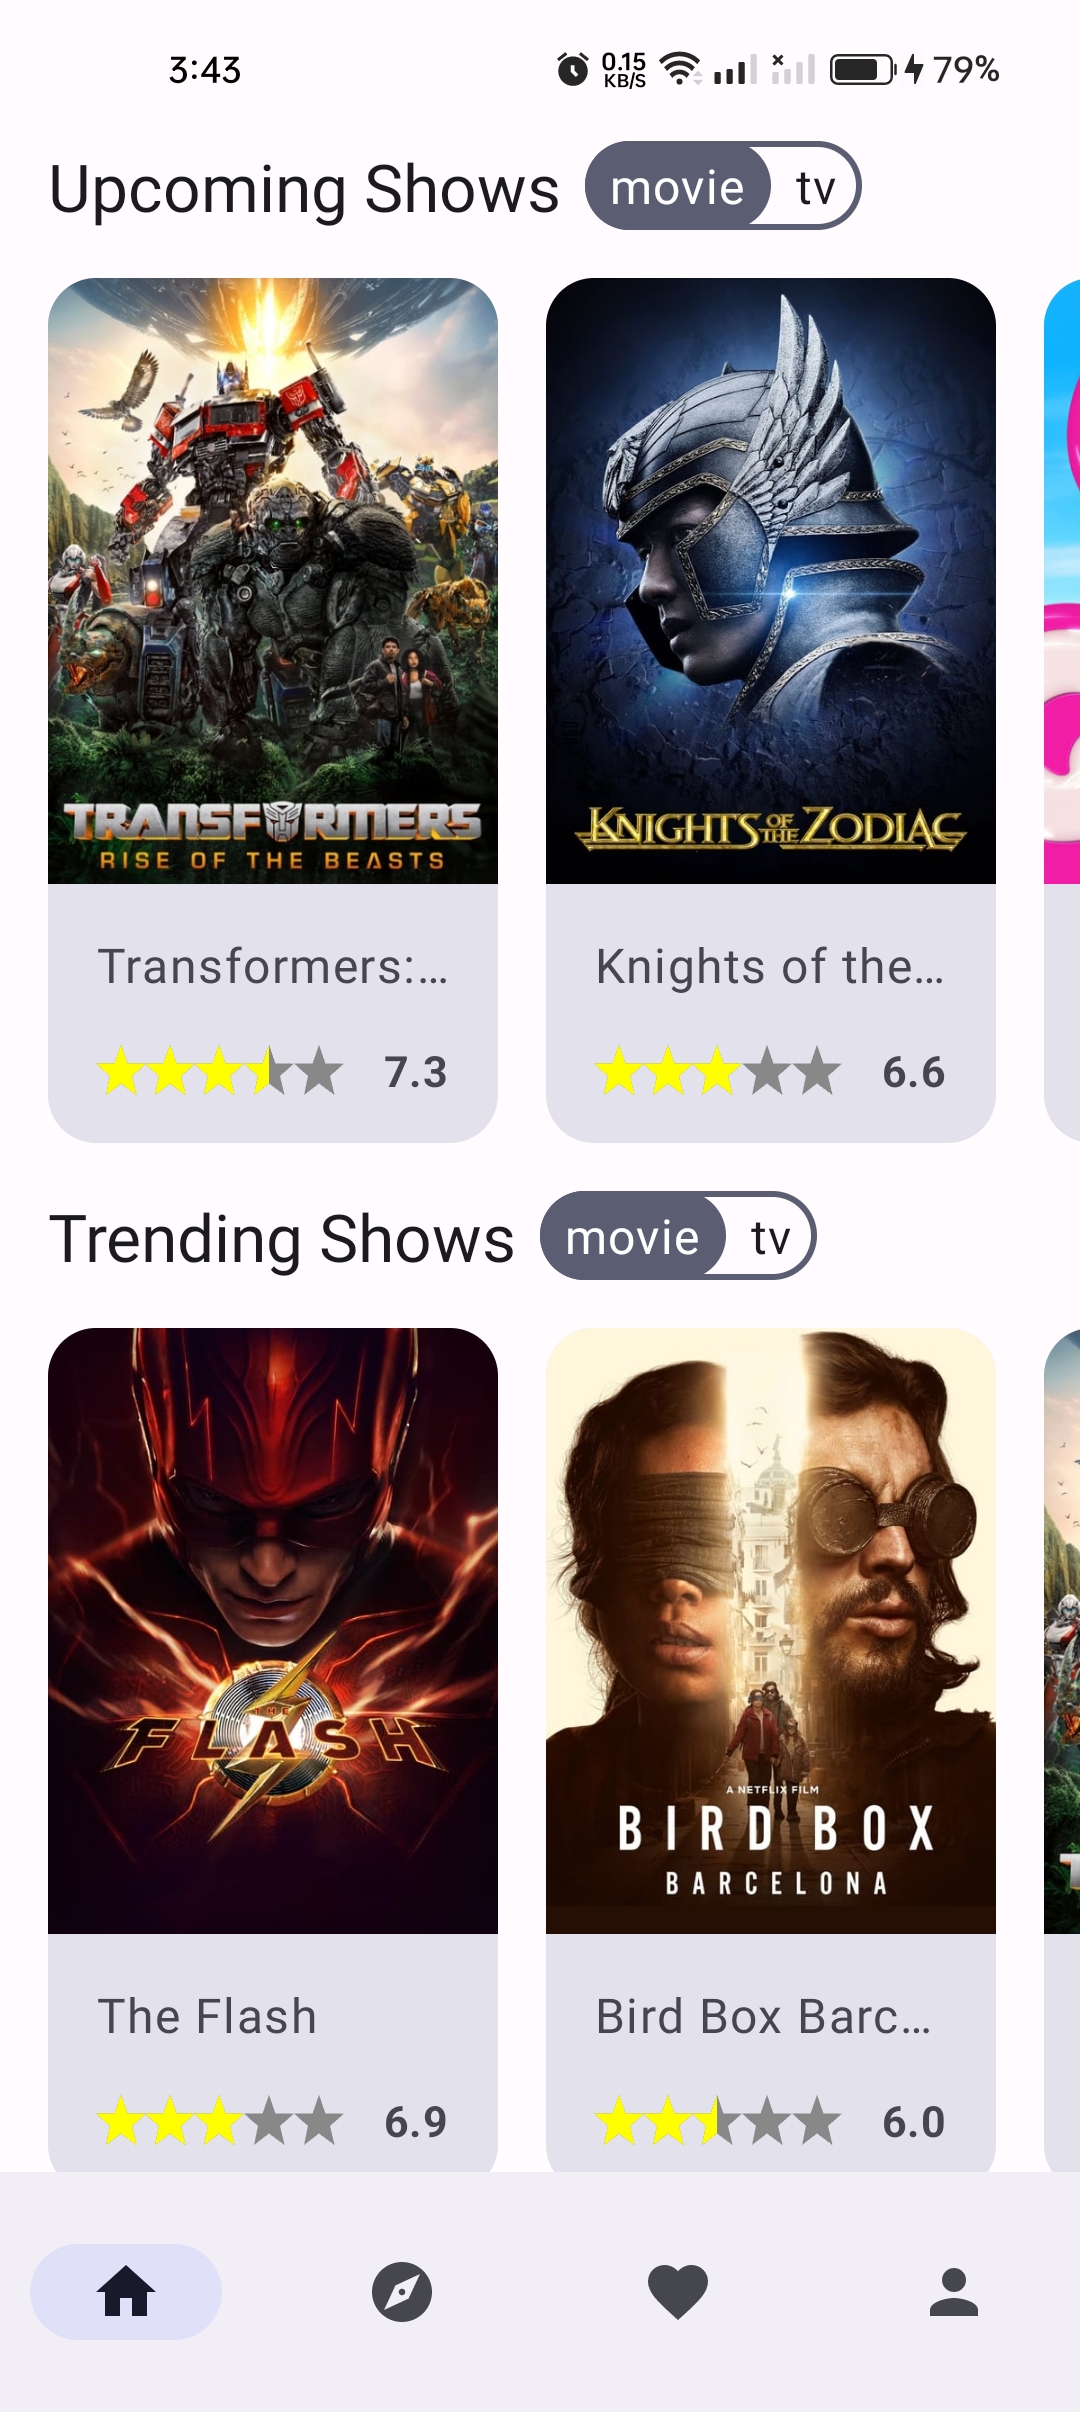 3:43
0.15
KB/S
79%
Upcoming Shows movie tv
TRANSFORMERS
RISE OF THE BEASTS
KNIGHTS OF THE ZODIAC
Transformers:... Knights of the...
7.3 6.6
Trending Shows movie tv
THE
FLASH
A NETFLIX FILM
BIRD BOX
BARCELONA
The Flash Bird Box Barc...
6.9 6.0